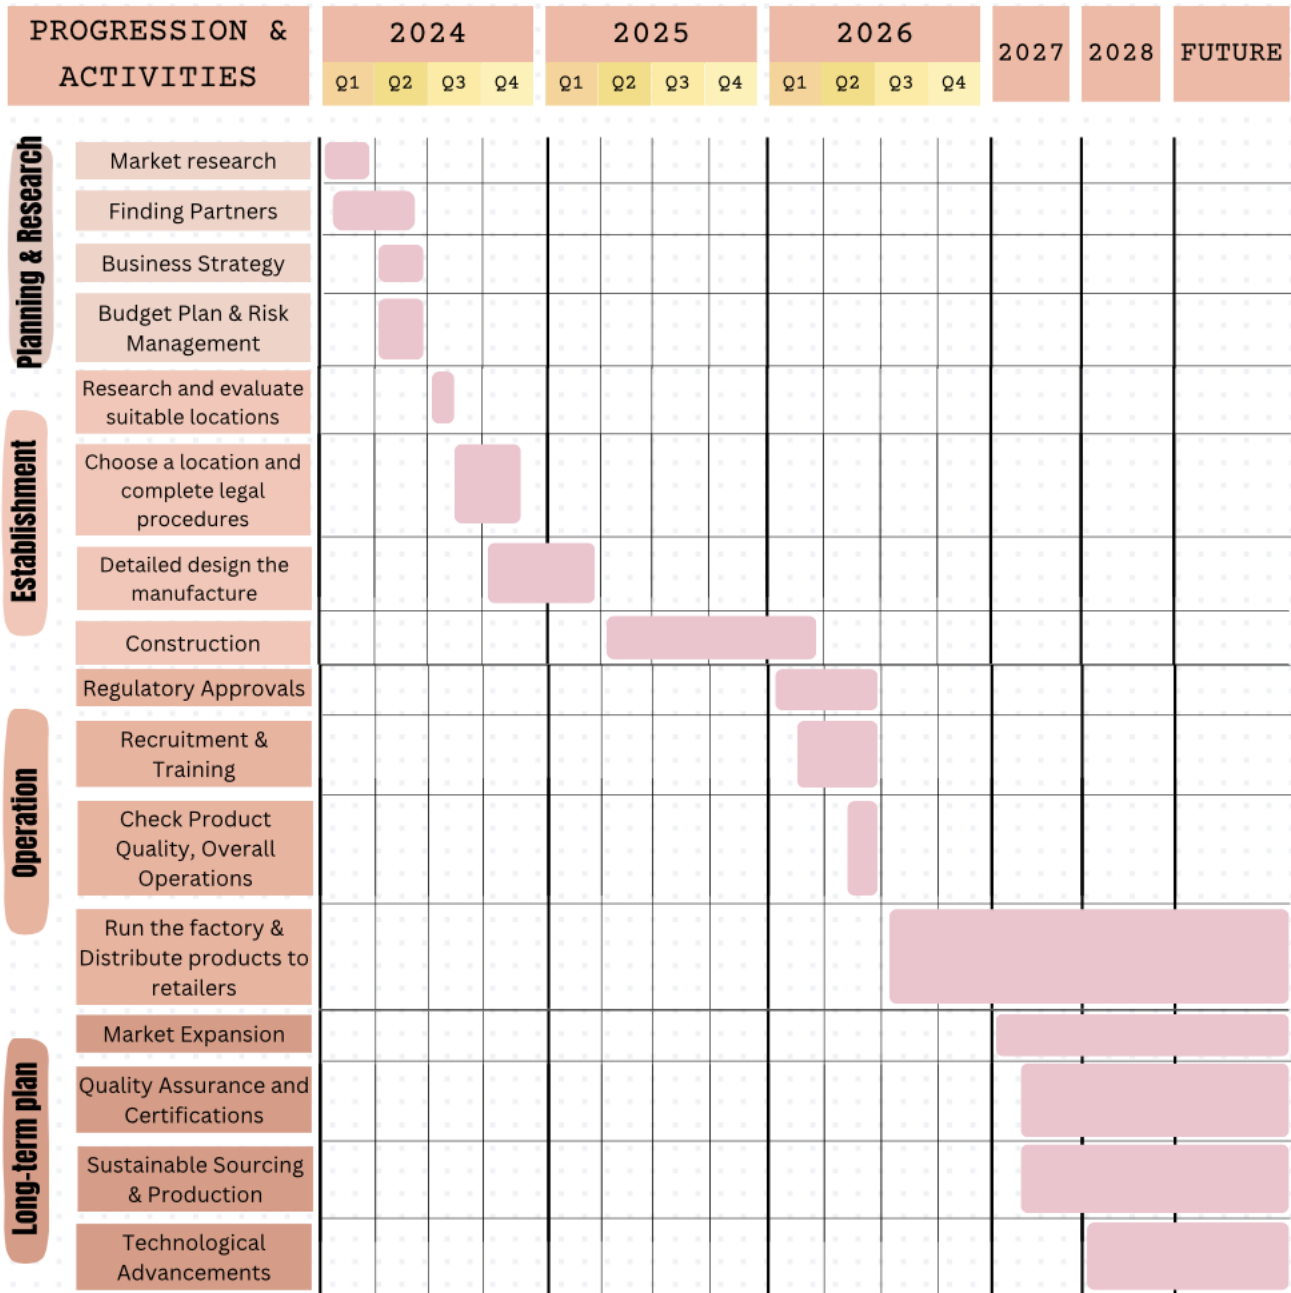 PROGRESSION &
ACTIVITIES
2024
2025
2026
2027
2028
FUTURE
Q1
Q2
Q3
Q4
Q1
Q2
Q3
Q4
Q1
Q2
Q3
Q4
Planning & Research
Market research
Finding Partners
Business Strategy
Budget Plan & Risk
Management
Establishment
Research and evaluate
suitable locations
Choose a location and
complete legal
procedures
Detailed design the
manufacture
Construction
Operation
Regulatory Approvals
Recruitment &
Training
Check Product
Quality, Overall
Operations
Run the factory &
Distribute products to
retailers
Long-term plan
Market Expansion
Quality Assurance and
Certifications
Sustainable Sourcing
& Production
Technological
Advancements